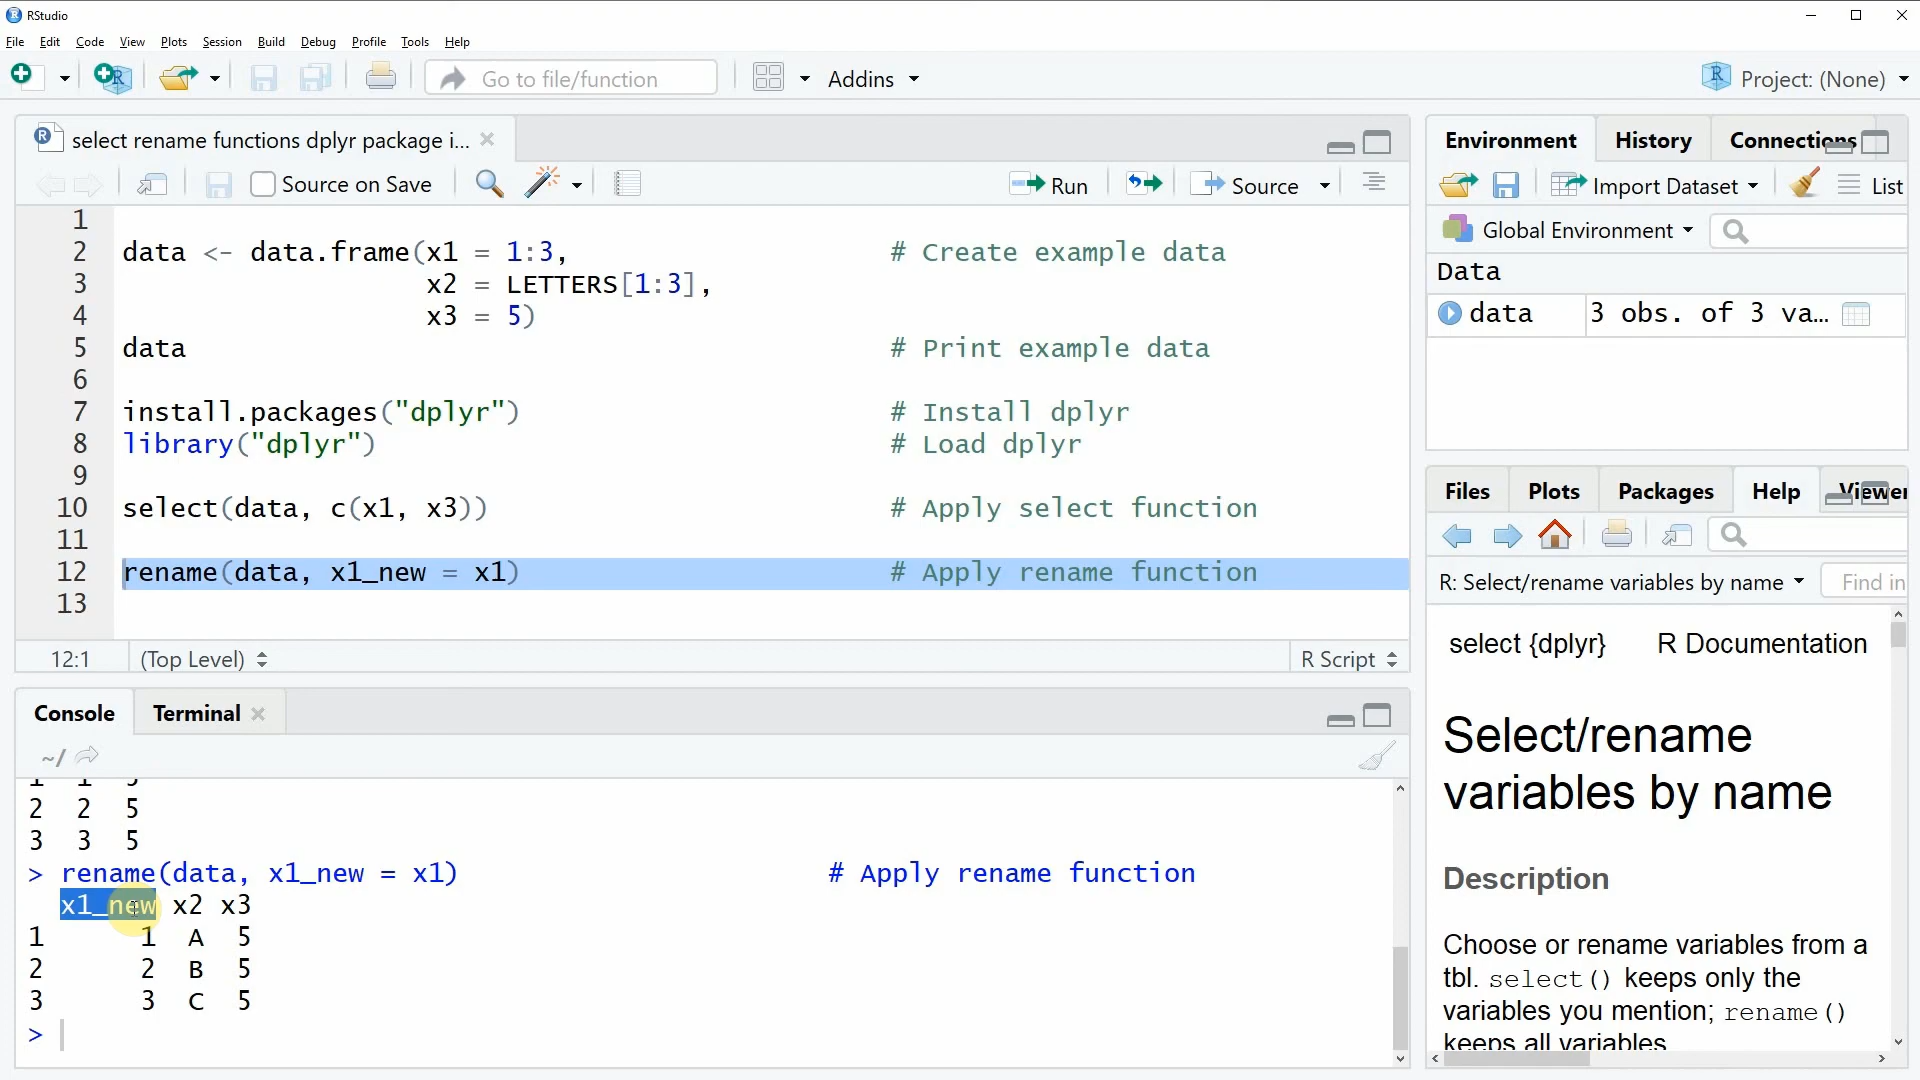 RStudio
File Edit Code View Plots Session Build Debug Profile Tools Help
Go to file/function Addins Project: (None)
select rename functions dplyr package i...
Source on Save Run Source
1
2 data <- data.frame(x1 = 1:3, # Create example data
3 x2 = LETTERS[1:3],
4 x3 = 5)
5 data # Print example data
6
7 install.packages("dplyr") # Install dplyr
8 library("dplyr") # Load dplyr
9
10 select(data, c(x1, x3)) # Apply select function
11
12 rename(data, x1_new = x1) # Apply rename function
13
12:1 (Top Level) R Script
Console Terminal
~/
2 2 5
3 3 5
> rename(data, x1_new = x1) # Apply rename function
x1_new x2 x3
1 1 A 5
2 2 B 5
3 3 C 5
>
Environment History Connections
Import Dataset List
Global Environment
Data
data 3 obs. of 3 va...
Files Plots Packages Help Viewer
R: Select/rename variables by name Find in
select {dplyr} R Documentation
Select/rename
variables by name
Description
Choose or rename variables from a
tbl. select() keeps only the
variables you mention; rename()
keeps all variables